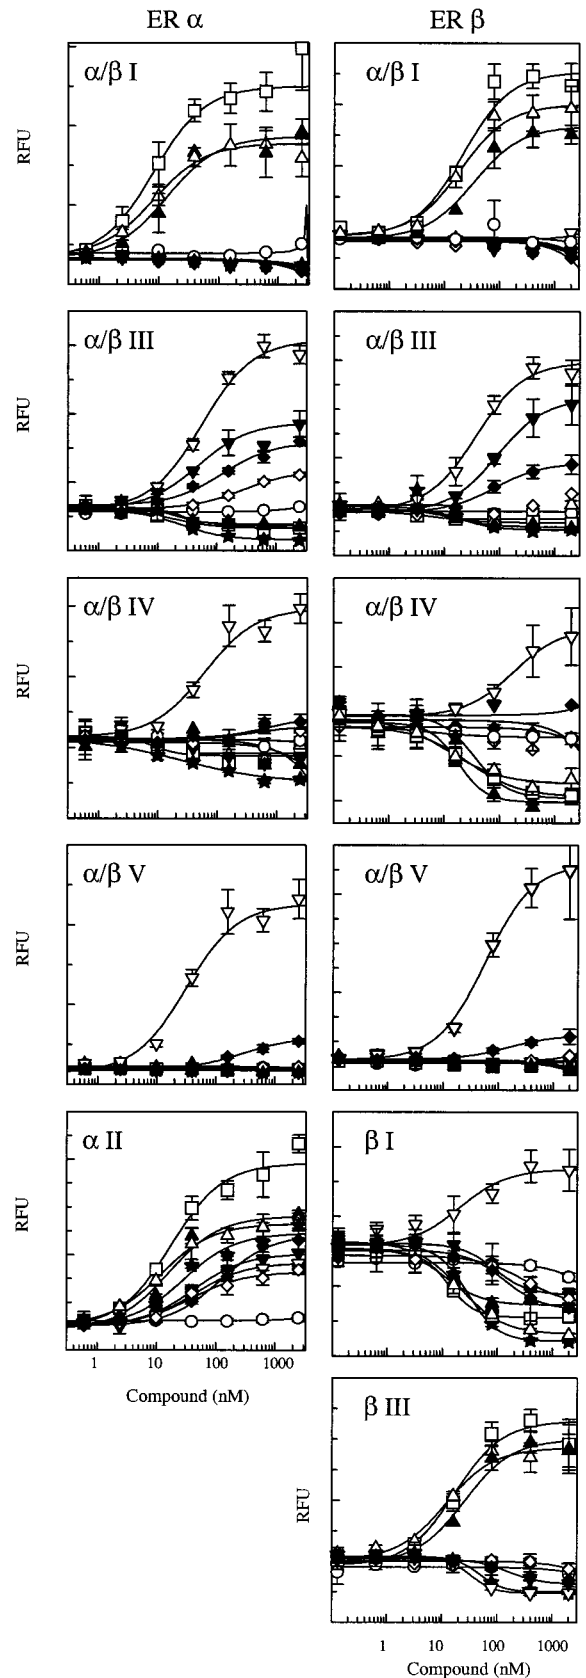 ER α ER β
α/β I α/β I
RFU
α/β III α/β III
RFU
α/β IV α/β IV
RFU
α/β V α/β V
RFU
α II β I
RFU
1 10 100 1000
Compound (nM)
β III
RFU
1 10 100 1000
Compound (nM)